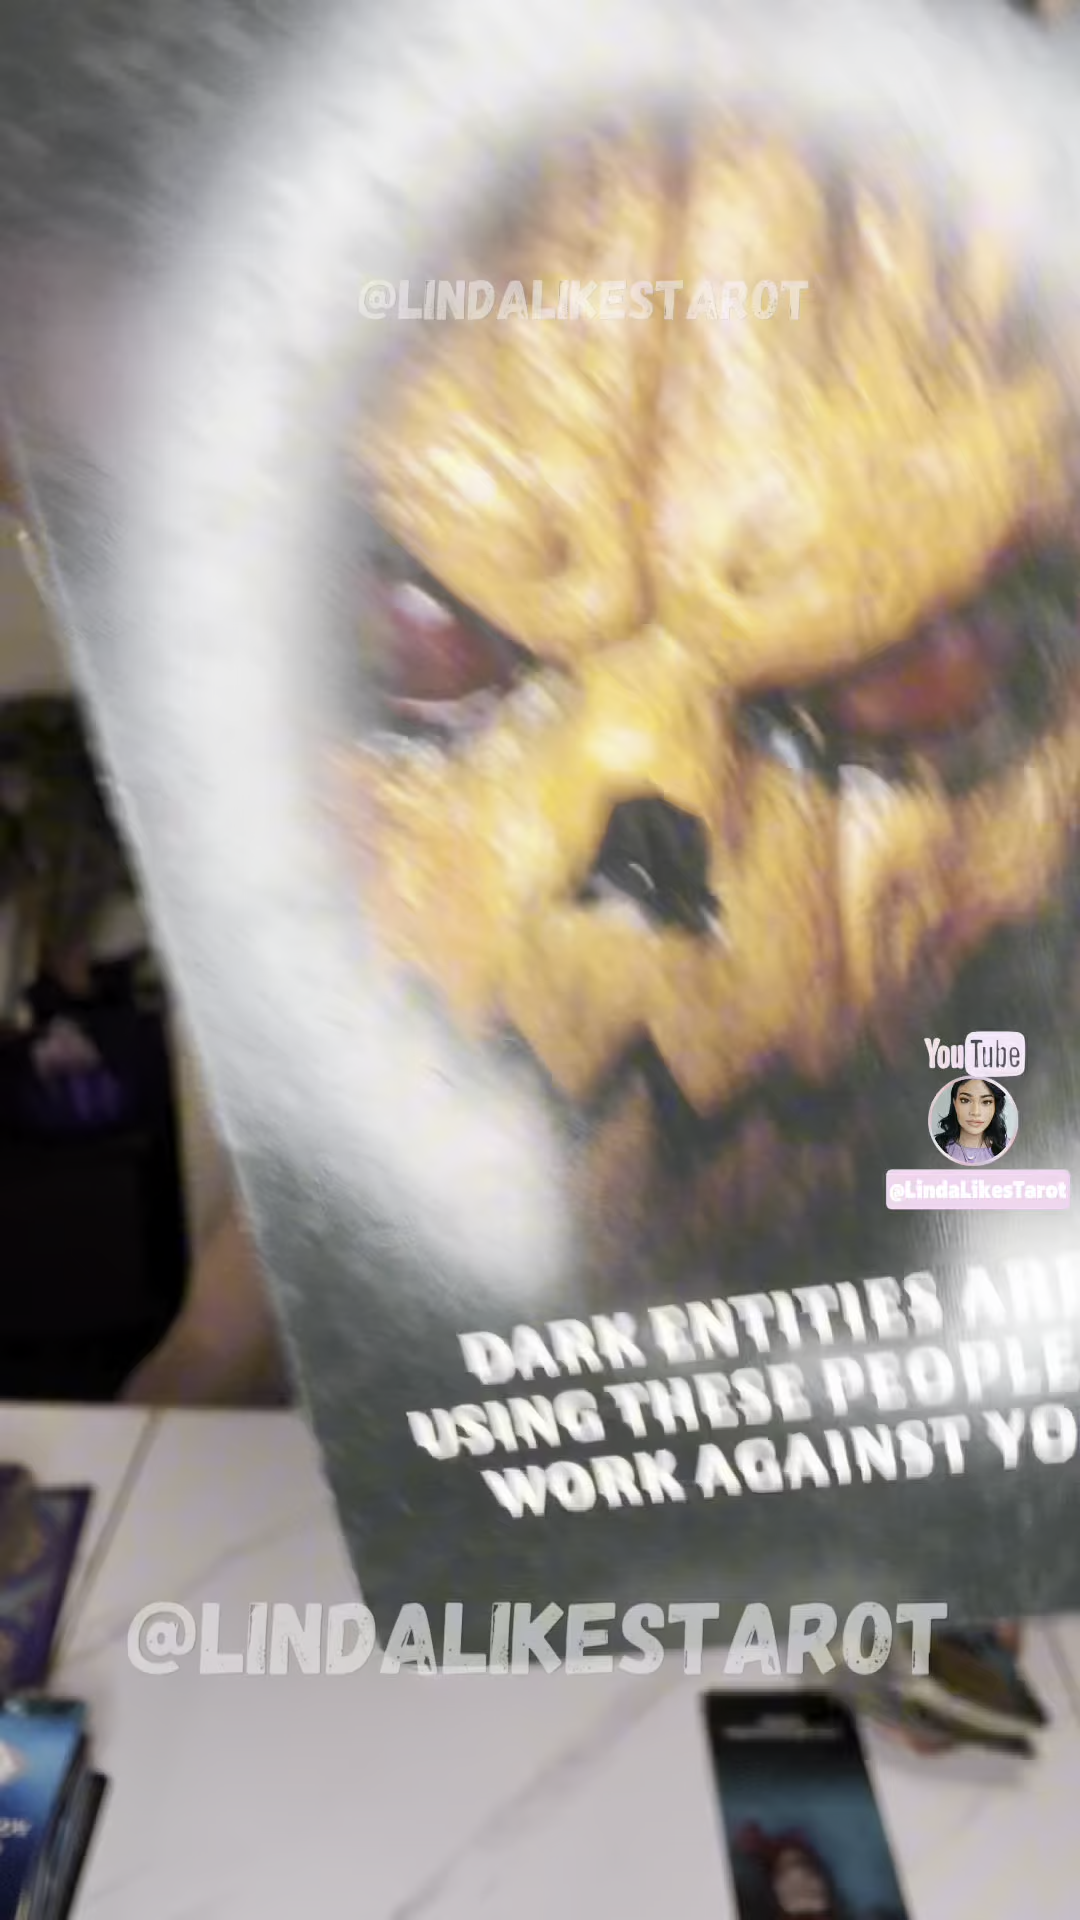 @LINDALIKESTAROT
YouTube
@LindaLikesTarot
DARK ENTITIES
USING THESE PEOPLE
WORK AGAINST
@LINDALIKESTAROT